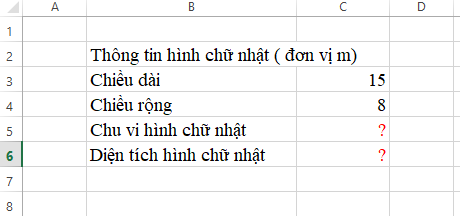 A B C D
1
2 Thông tin hình chữ nhật ( đơn vị m)
3 Chiều dài 15
4 Chiều rộng 8
5 Chu vi hình chữ nhật ?
6 Diện tích hình chữ nhật ?
7
8